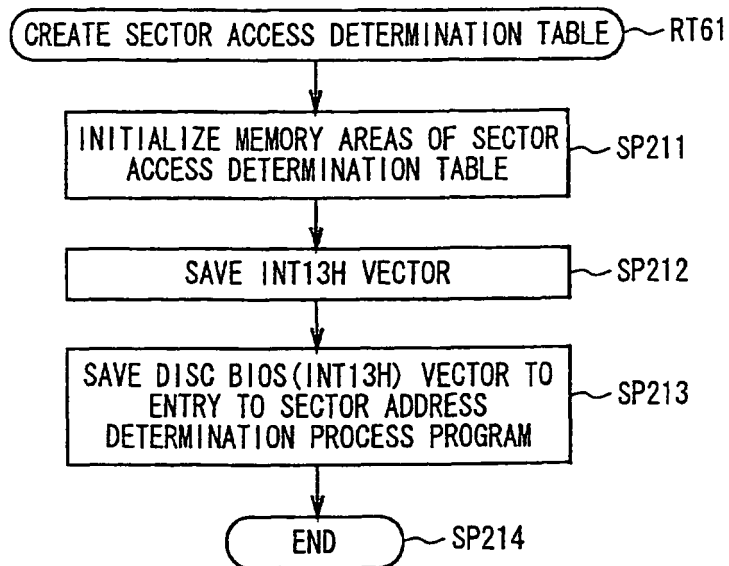 CREATE SECTOR ACCESS DETERMINATION TABLE RT61
INITIALIZE MEMORY AREAS OF SECTOR
ACCESS DETERMINATION TABLE
SP211
SAVE INT13H VECTOR SP212
SAVE DISC BIOS(INT13H) VECTOR TO
ENTRY TO SECTOR ADDRESS
DETERMINATION PROCESS PROGRAM
SP213
END SP214